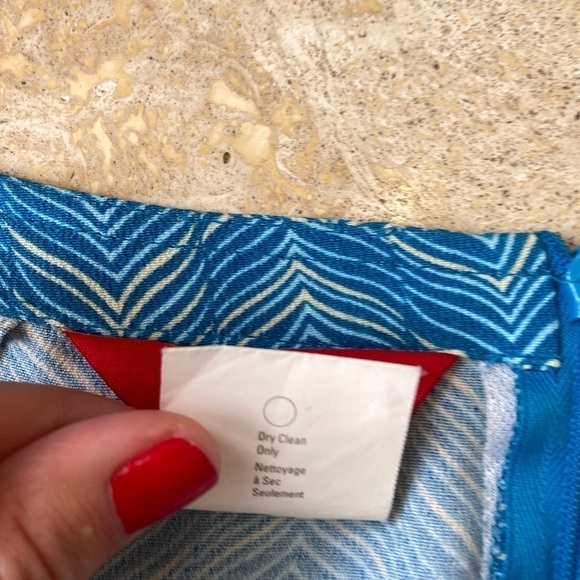 Dry Clean
Only
Nettoyage
à Sec
Seulement